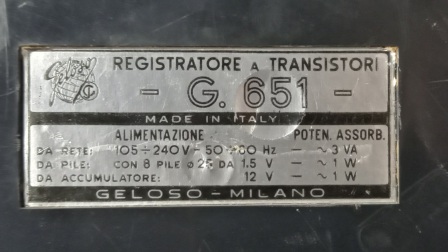 Geloso
REGISTRATORE A TRANSISTORI
- G. 651 -
MADE IN ITALY
ALIMENTAZIONE POTEN. ASSORB.
DA RETE: 105÷240V - 50÷60 Hz - ~ 3 VA
DA PILE: CON 8 PILE ø 25 DA 1.5 V - ~ 1 W
DA ACCUMULATORE: 12 V - ~ 1 W
GELOSO - MILANO